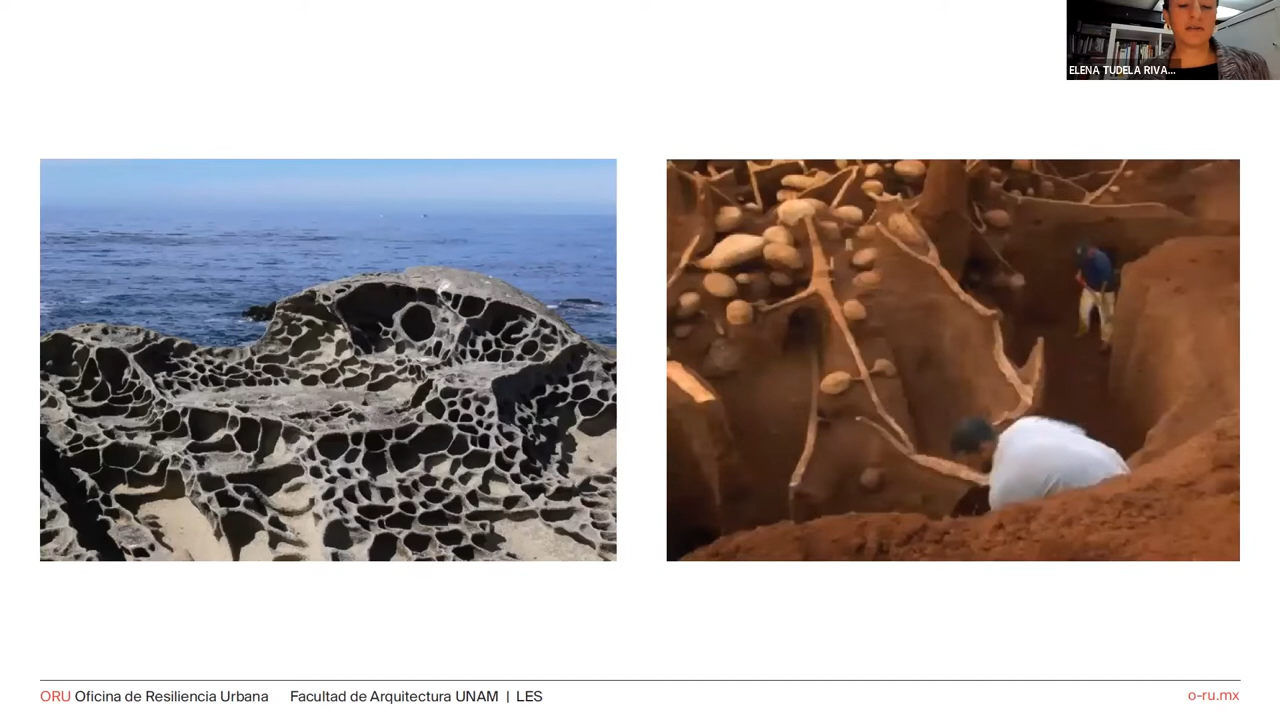 ELENA TUDELA RIVA...
ORU Oficina de Resiliencia Urbana Facultad de Arquitectura UNAM | LES
o-ru.mx